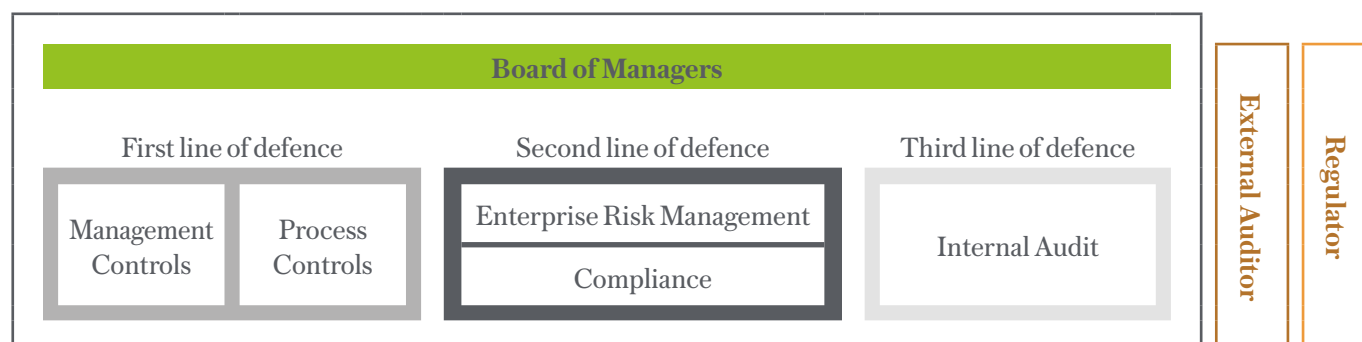 Board of Managers
First line of defence
Second line of defence
Third line of defence
Management
Controls
Process
Controls
Enterprise Risk Management
Compliance
Internal Audit
External Auditor
Regulator